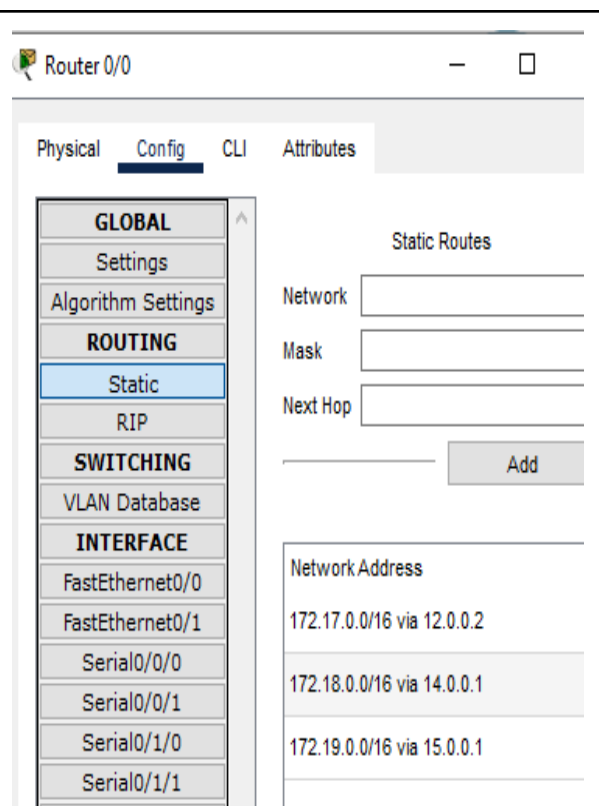 Router 0/0
Physical Config CLI Attributes
GLOBAL
Settings
Algorithm Settings
ROUTING
Static
RIP
SWITCHING
VLAN Database
INTERFACE
FastEthernet0/0
FastEthernet0/1
Serial0/0/0
Serial0/0/1
Serial0/1/0
Serial0/1/1
Static Routes
Network
Mask
Next Hop
Add
Network Address
172.17.0.0/16 via 12.0.0.2
172.18.0.0/16 via 14.0.0.1
172.19.0.0/16 via 15.0.0.1